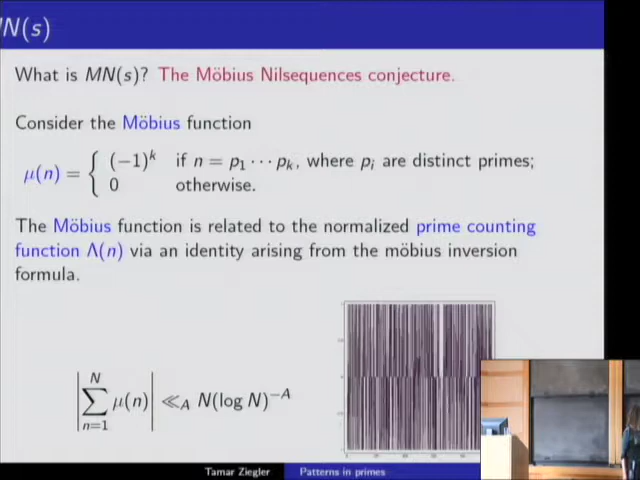 N(s)
What is MN(s)? The Möbius Nilsequences conjecture.
Consider the Möbius function
μ(n) = { (−1)^k if n = p_1 ··· p_k, where p_i are distinct primes;
0 otherwise.
The Möbius function is related to the normalized prime counting
function Λ(n) via an identity arising from the möbius inversion
formula.
|∑_{n=1}^{N} μ(n)| ≪_A N(log N)^{−A}
Tamar Ziegler Patterns in primes